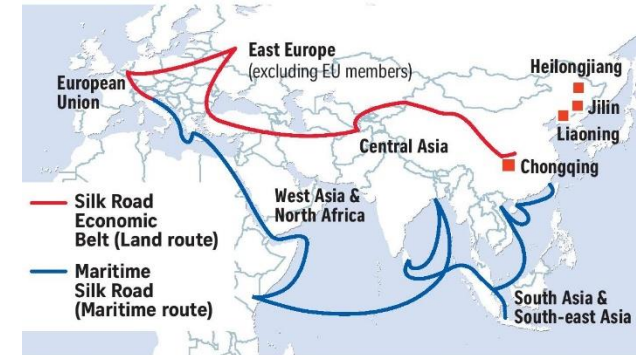 East Europe
(excluding EU members)
European
Union
Heilongjiang
Jilin
Liaoning
Central Asia
Chongqing
West Asia &
North Africa
South Asia &
South-east Asia
Silk Road
Economic
Belt (Land route)
Maritime
Silk Road
(Maritime route)